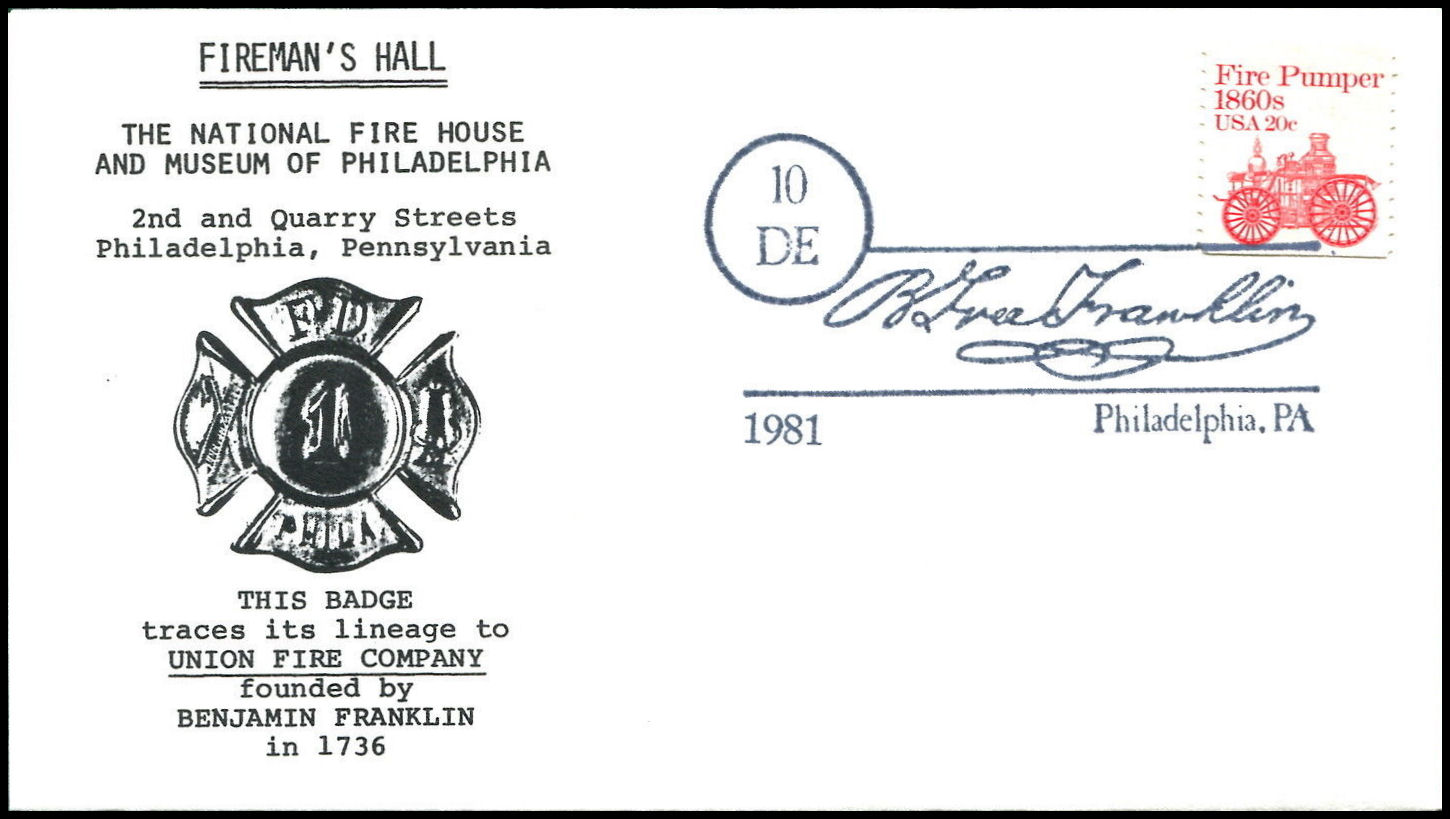 FIREMAN'S HALL
THE NATIONAL FIRE HOUSE
AND MUSEUM OF PHILADELPHIA
2nd and Quarry Streets
Philadelphia, Pennsylvania
F.D.
1
PHILA.
THIS BADGE
traces its lineage to
UNION FIRE COMPANY
founded by
BENJAMIN FRANKLIN
in 1736
Fire Pumper
1860s
USA 20c
10
DE
B Free Franklin
1981
Philadelphia, PA